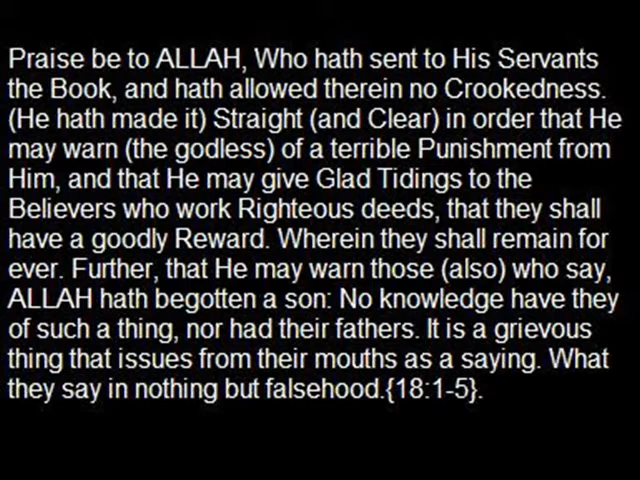 Praise be to ALLAH, Who hath sent to His Servants
the Book, and hath allowed therein no Crookedness.
(He hath made it) Straight (and Clear) in order that He
may warn (the godless) of a terrible Punishment from
Him, and that He may give Glad Tidings to the
Believers who work Righteous deeds, that they shall
have a goodly Reward. Wherein they shall remain for
ever. Further, that He may warn those (also) who say,
ALLAH hath begotten a son: No knowledge have they
of such a thing, nor had their fathers. It is a grievous
thing that issues from their mouths as a saying. What
they say in nothing but falsehood.{18:1-5}.